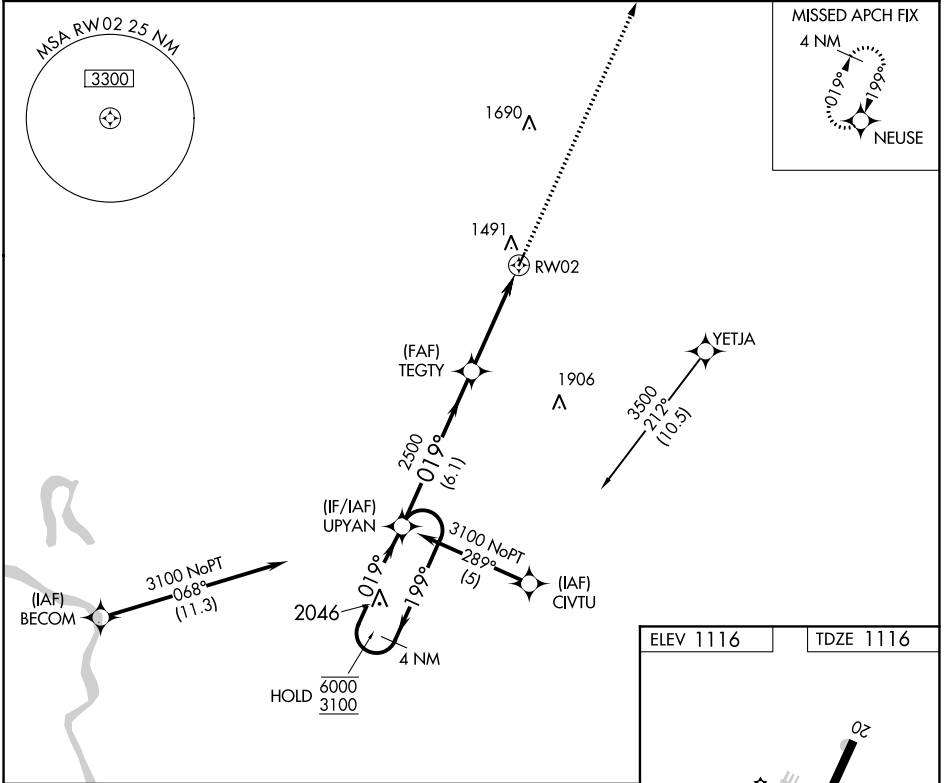 MSA RW02 25 NM
3300
MISSED APCH FIX
4 NM
019°
199°
NEUSE
1690
1491
RW02
(FAF)
TEGTY
YETJA
1906
3500
212°
(10.5)
2500
019°
(6.1)
(IF/IAF)
UPYAN
3100 NoPT
289°
(5)
(IAF)
CIVTU
3100 NoPT
068°
(11.3)
(IAF)
BECOM
019°
199°
2046
4 NM
HOLD
6000
3100
ELEV 1116
TDZE 1116
20